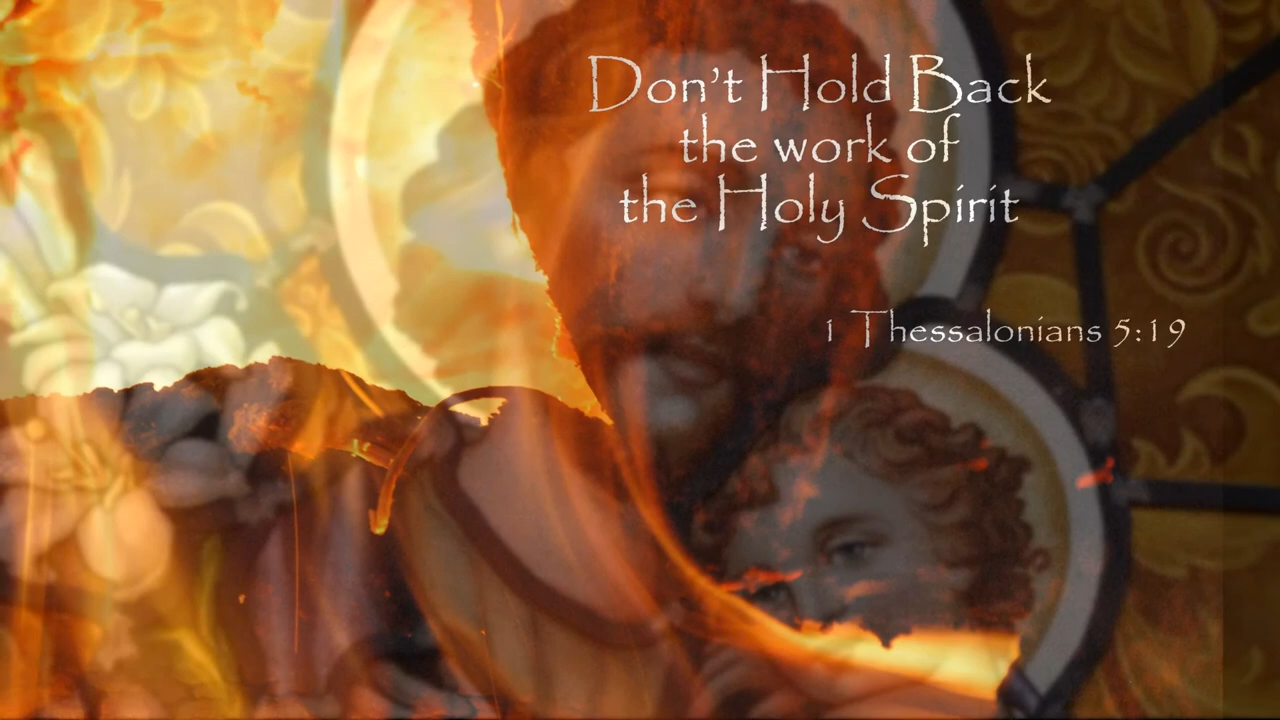 Don't Hold Back
the work of
the Holy Spirit
1 Thessalonians 5:19